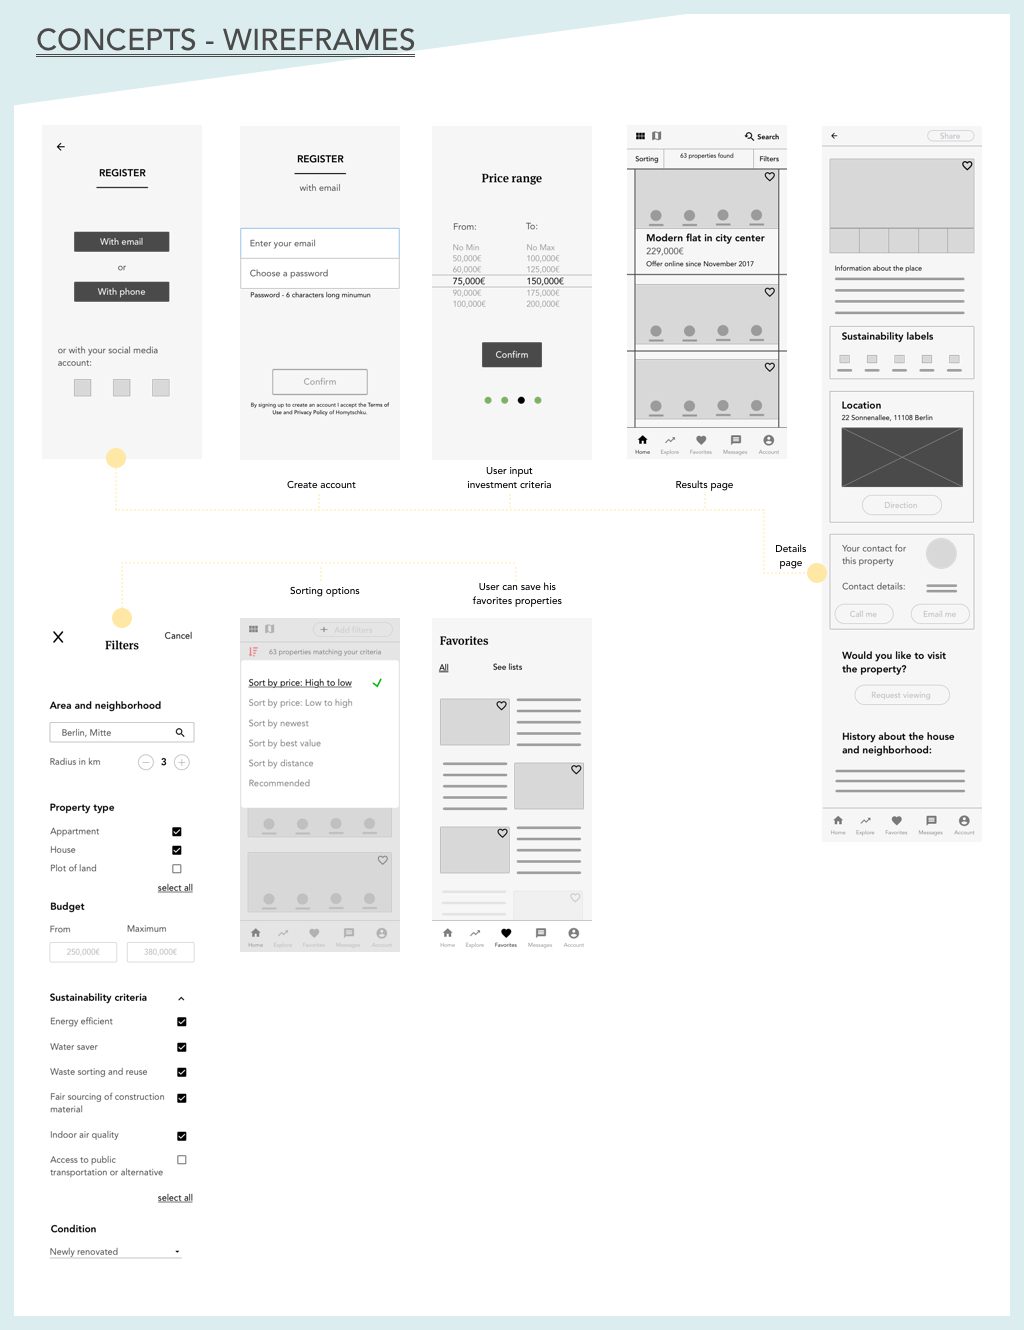 CONCEPTS - WIREFRAMES
REGISTER
With email
or
With phone
or with your social media
account:
REGISTER
with email
Enter your email
Choose a password
Password - 6 characters long minumun
Confirm
By signing up to create an account I accept the Terms of
Use and Privacy Policy of Homytschku.
Create account
Price range
From:
To:
No Min
No Max
50,000€
100,000€
60,000€
125,000€
75,000€
150,000€
90,000€
175,000€
100,000€
200,000€
Confirm
User input
investment criteria
Search
Sorting
63 properties found
Filters
Modern flat in city center
229,000€
Offer online since November 2017
Home
Explore
Favorites
Messages
Account
Results page
Details
page
Share
Information about the place
Sustainability labels
Location
22 Sonnenallee, 11108 Berlin
Direction
Your contact for
this property
Contact details:
Call me
Email me
Would you like to visit
the property?
Request viewing
History about the house
and neighborhood:
Home
Explore
Favorites
Messages
Account
Sorting options
User can save his
favorites properties
Cancel
Filters
Area and neighborhood
Berlin, Mitte
Radius in km
3
Property type
Appartment
House
Plot of land
select all
Budget
From
Maximum
250,000€
380,000€
Sustainability criteria
Energy efficient
Water saver
Waste sorting and reuse
Fair sourcing of construction
material
Indoor air quality
Access to public
transportation or alternative
select all
Condition
Newly renovated
Add filters
63 properties matching your criteria
Sort by price: High to low
Sort by price: Low to high
Sort by newest
Sort by best value
Sort by distance
Recommended
Home
Explore
Favorites
Messages
Account
Favorites
All
See lists
Home
Explore
Favorites
Messages
Account